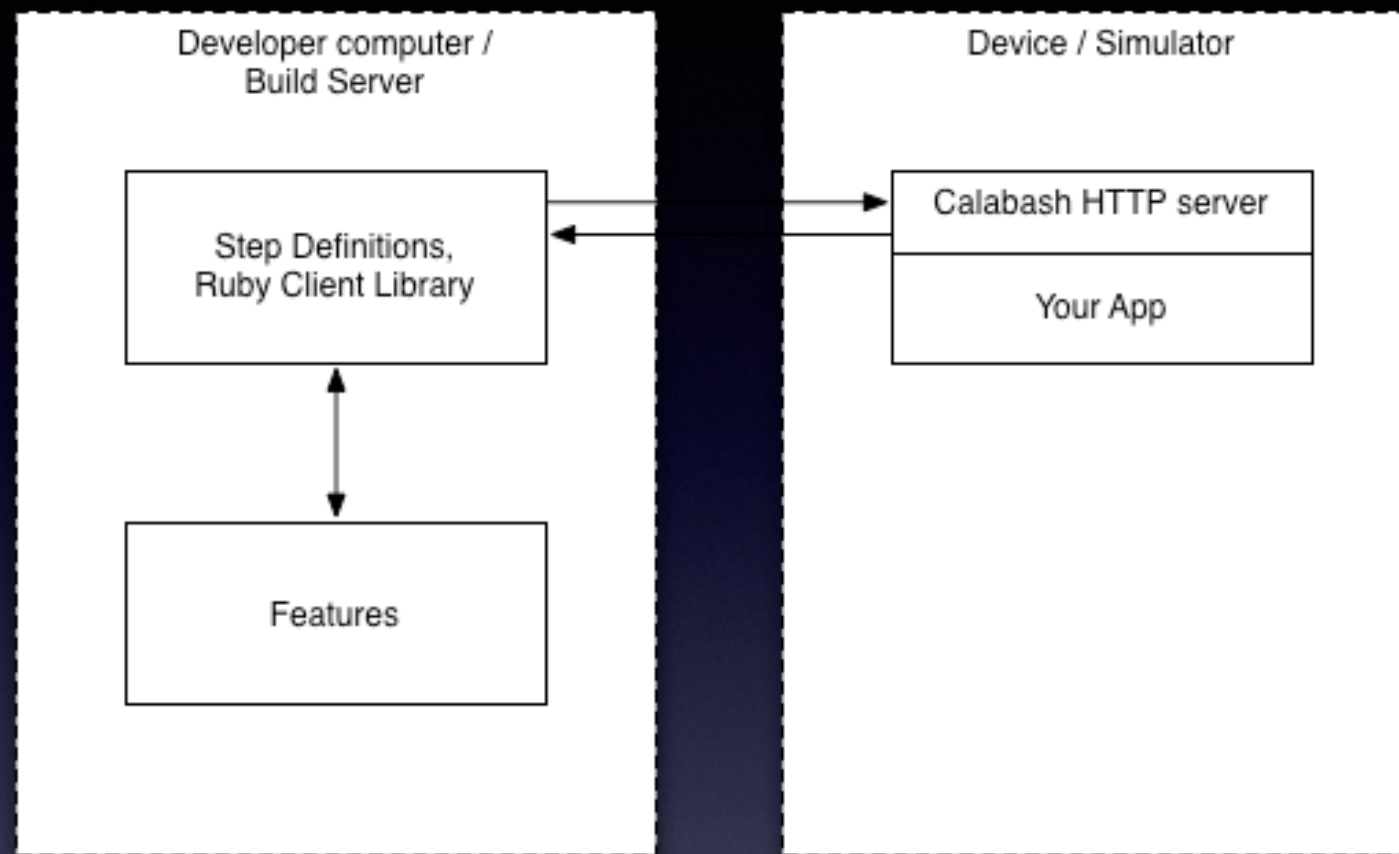 Developer computer /
Build Server
Device / Simulator
Step Definitions,
Ruby Client Library
Calabash HTTP server
Your App
Features